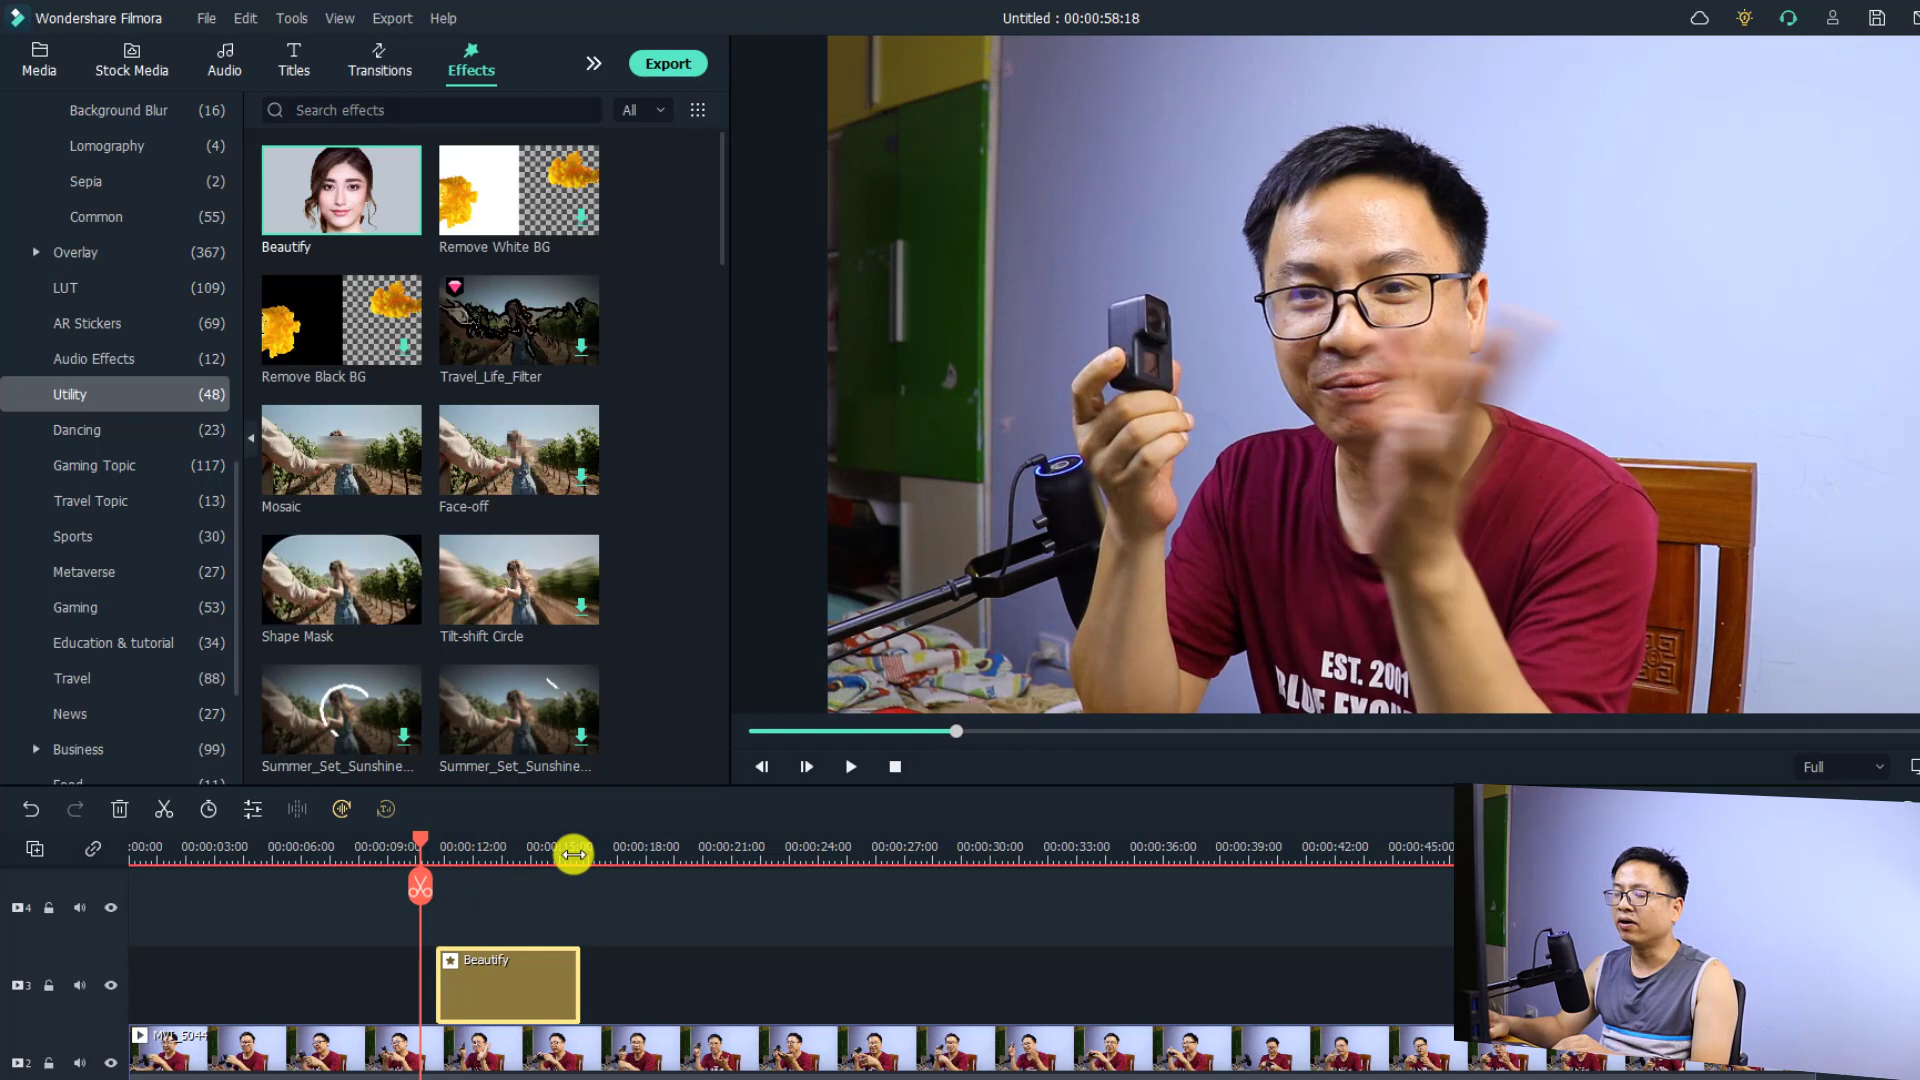 Wondershare Filmora
File
Edit
Tools
View
Export
Help
Untitled : 00:00:58:18
Media
Stock Media
Audio
Titles
Transitions
Effects
Export
Background Blur (16)
Lomography (4)
Sepia (2)
Common (55)
Overlay (367)
LUT (109)
AR Stickers (69)
Audio Effects (12)
Utility (48)
Dancing (23)
Gaming Topic (117)
Travel Topic (13)
Sports (30)
Metaverse (27)
Gaming (53)
Education & tutorial (34)
Travel (88)
News (27)
Business (99)
Search effects
All
Beautify
Remove White BG
Remove Black BG
Travel_Life_Filter
Mosaic
Face-off
Shape Mask
Tilt-shift Circle
Summer_Set_Sunshine...
Summer_Set_Sunshine...
EST. 2001
Full
:00:00
00:00:03:00
00:00:06:00
00:00:09:00
00:00:12:00
00:00:15:00
00:00:18:00
00:00:21:00
00:00:24:00
00:00:27:00
00:00:30:00
00:00:33:00
00:00:36:00
00:00:39:00
00:00:42:00
00:00:45:00
4
3
Beautify
2